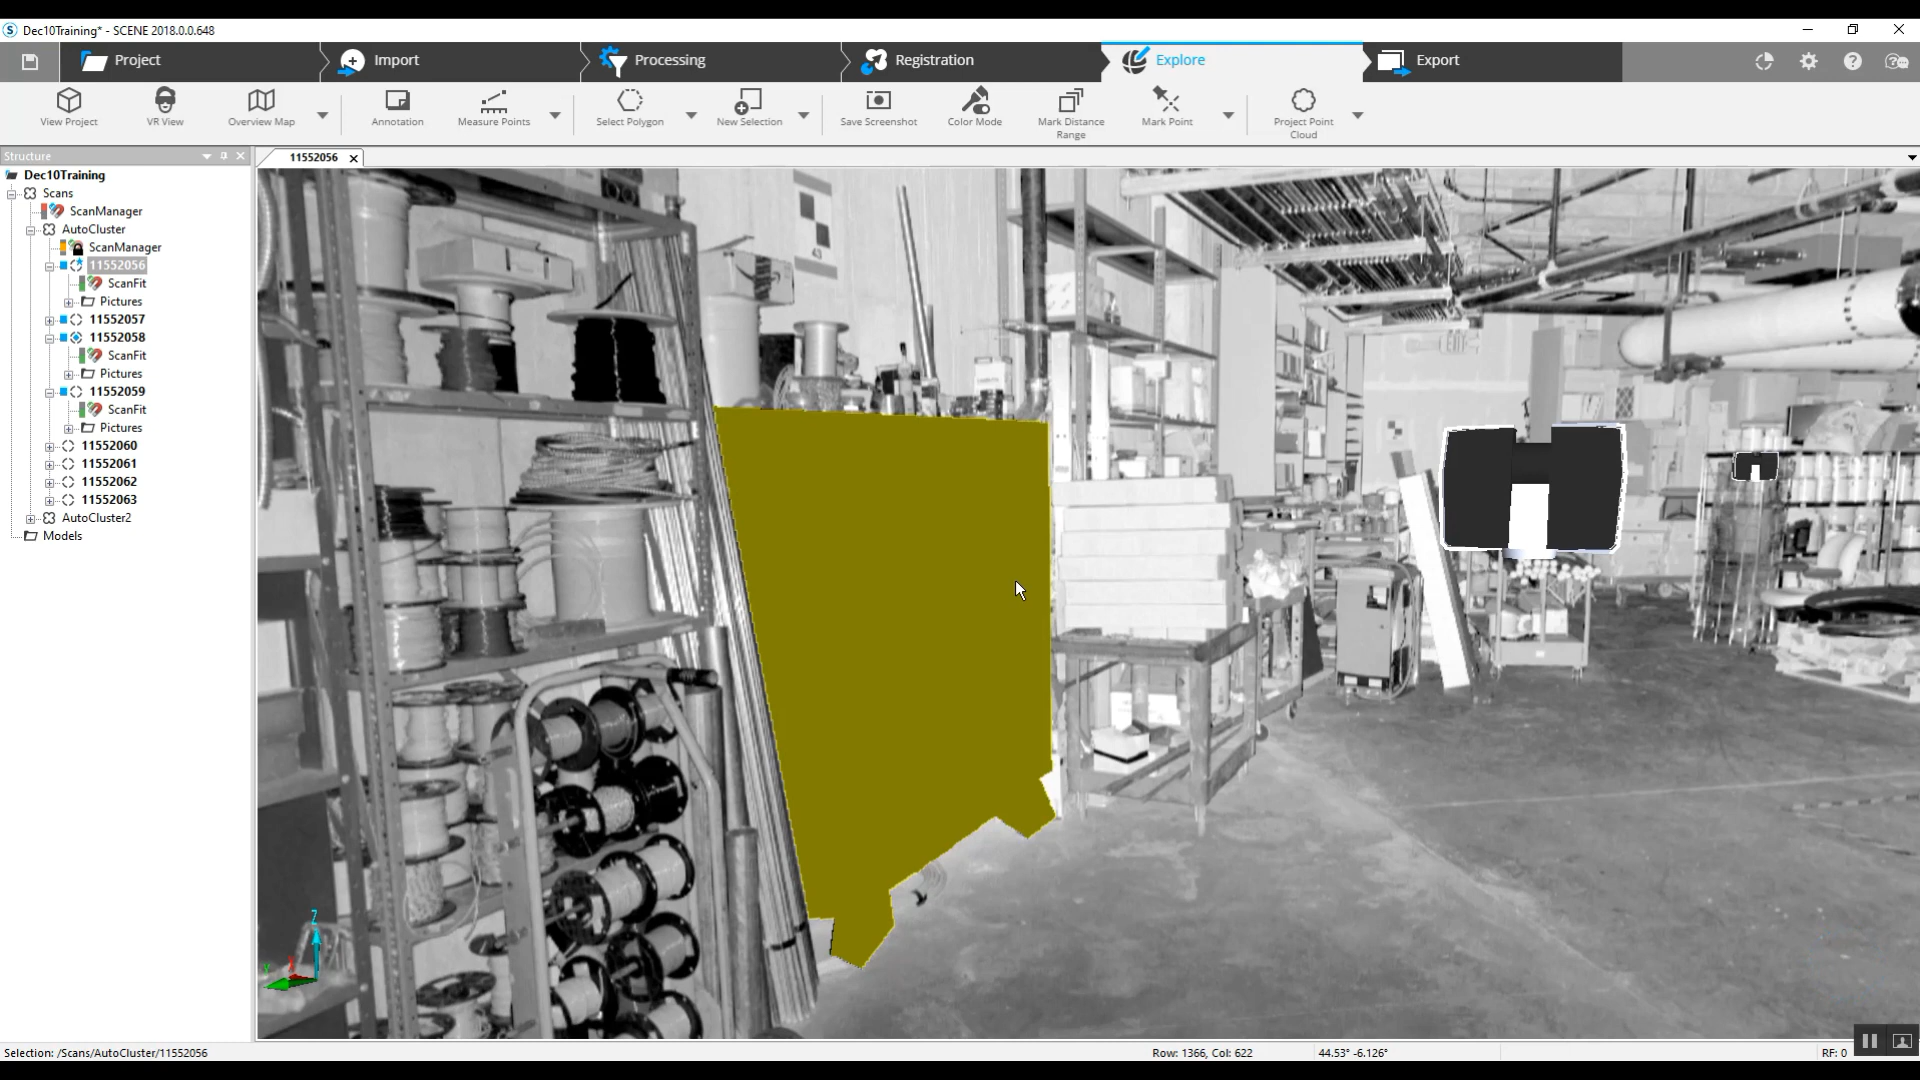 Dec10Training* - SCENE 2018.0.0.648
Project
Import
Processing
Registration
Explore
Export
View Project
VR View
Overview Map
Annotation
Measure Points
Select Polygon
New Selection
Save Screenshot
Color Mode
Mark Distance
Range
Mark Point
Project Point
Cloud
Structure
11552056
Dec10Training
Scans
ScanManager
AutoCluster
ScanManager
11552056
ScanFit
Pictures
11552057
11552058
ScanFit
Pictures
11552059
ScanFit
Pictures
11552060
11552061
11552062
11552063
AutoCluster2
Models
43
Z
Y
X
Selection: /Scans/AutoCluster/11552056
Row: 1366, Col: 622
44.53° -6.126°
RF: 0